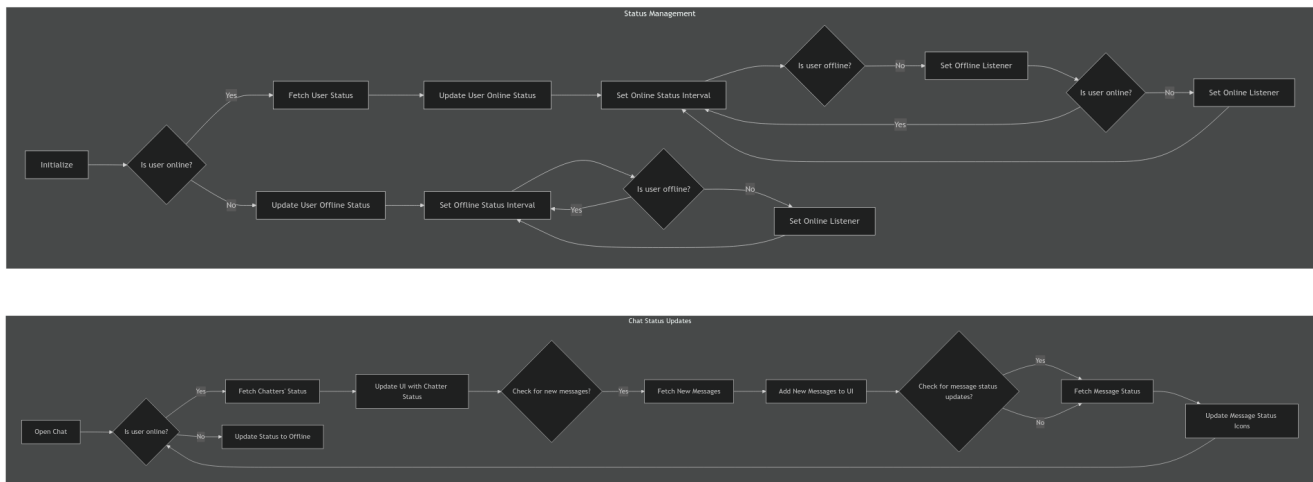 Status Management
Is user offline?
No
Set Offline Listener
Yes
Fetch User Status
Update User Online Status
Set Online Status Interval
Is user online?
No
Set Online Listener
Yes
Initialize
Is user online?
Is user offline?
No
No
Update User Offline Status
Set Offline Status Interval
Yes
Set Online Listener
Chat Status Updates
Yes
Yes
Fetch Chatters' Status
Update UI with Chatter
Status
Check for new messages?
Yes
Fetch New Messages
Add New Messages to UI
Check for message status
updates?
Fetch Message Status
No
Open Chat
Is user online?
No
Update Status to Offline
Update Message Status
Icons